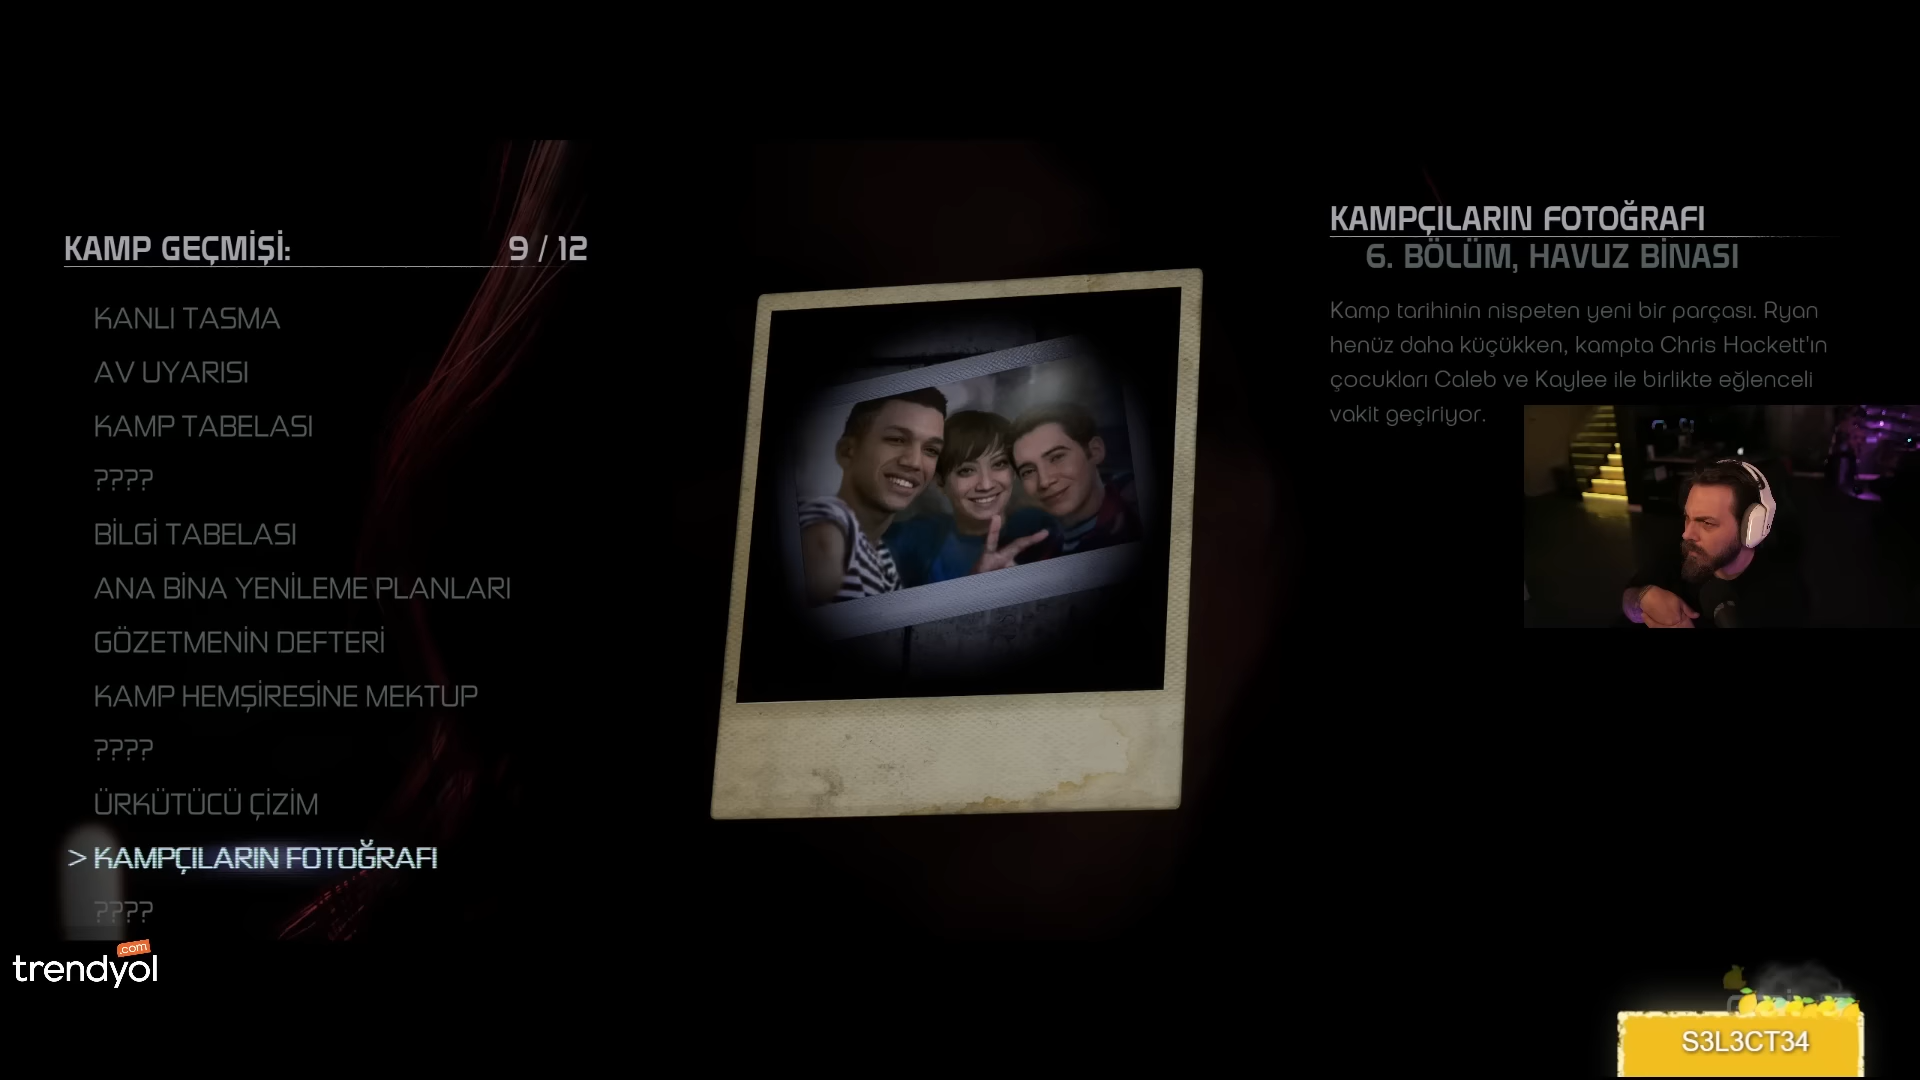 KAMP GEÇMİŞİ: 9 / 12
KANLI TASMA
AV UYARISI
KAMP TABELASI
????
BİLGİ TABELASI
ANA BİNA YENİLEME PLANLARI
GÖZETMENİN DEFTERİ
KAMP HEMŞİRESİNE MEKTUP
????
ÜRKÜTÜCÜ ÇİZİM
> KAMPÇILARIN FOTOĞRAFI
????
KAMPÇILARIN FOTOĞRAFI
6. BÖLÜM, HAVUZ BİNASI
Kamp tarihinin nispeten yeni bir parçası. Ryan
henüz daha küçükken, kampta Chris Hackett'ın
çocukları Caleb ve Kaylee ile birlikte eğlenceli
vakit geçiriyor.
trendyol
.com
S3L3CT34